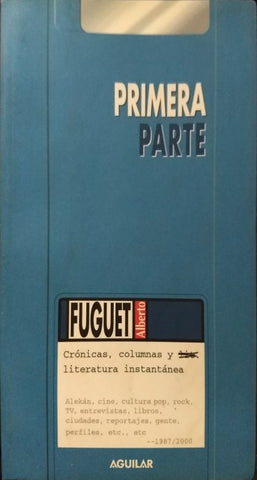 PRIMERA
PARTE
FUGUET
Alberto
Crónicas, columnas y
literatura instantánea
Alekán, cine, cultura pop, rock,
TV, entrevistas, libros,
ciudades, reportajes, gente,
perfiles, etc., etc
--1987/2000
AGUILAR